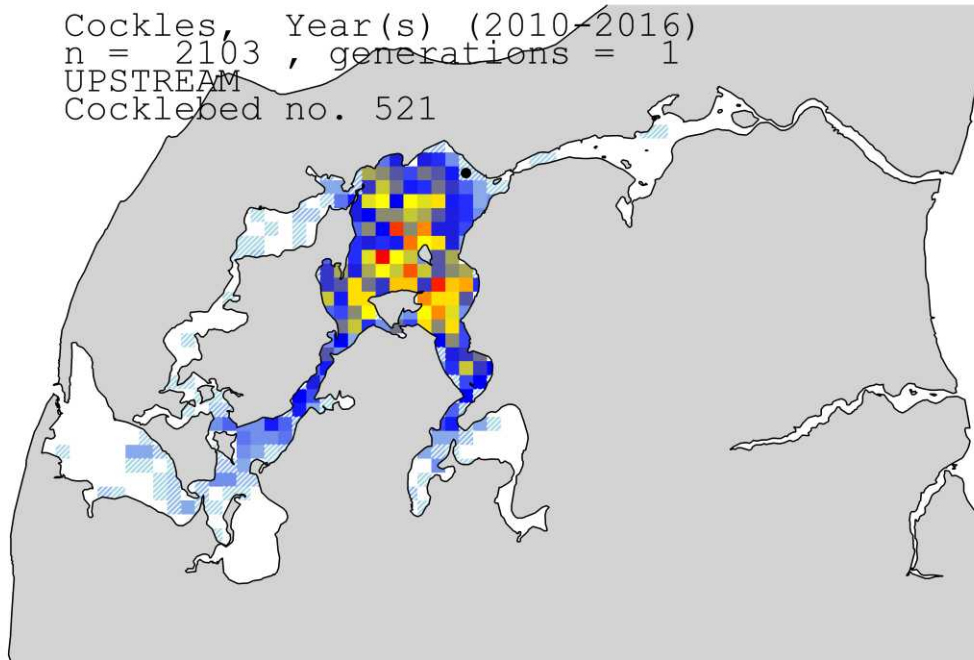 Cockles, Year(s) (2010-2016)
n = 2103 , generations = 1
UPSTREAM
Cocklebed no. 521